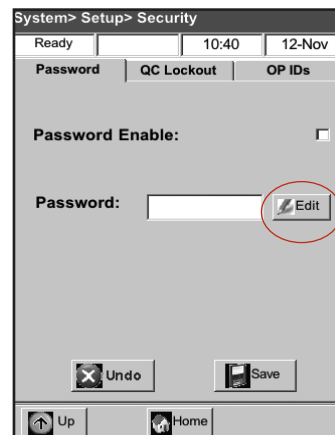 System> Setup> Security
Ready 10:40 12-Nov
Password QC Lockout OP IDs
Password Enable:
Password: Edit
Undo Save
Up Home